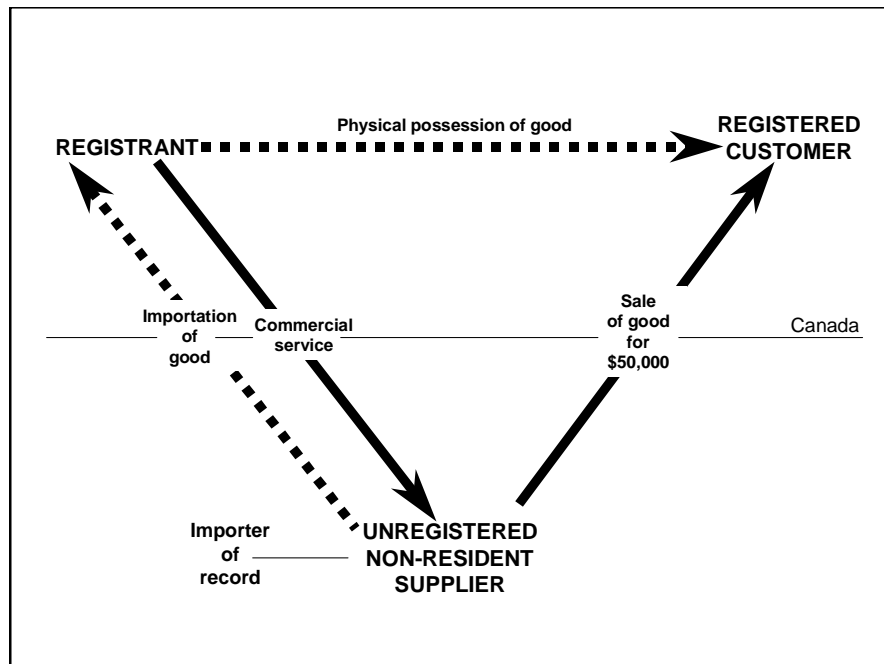 Physical possession of good
REGISTRANT
REGISTERED
CUSTOMER
Importation
of
good
Commercial
service
Sale
of good
for
$50,000
Canada
Importer
of
record
UNREGISTERED
NON-RESIDENT
SUPPLIER